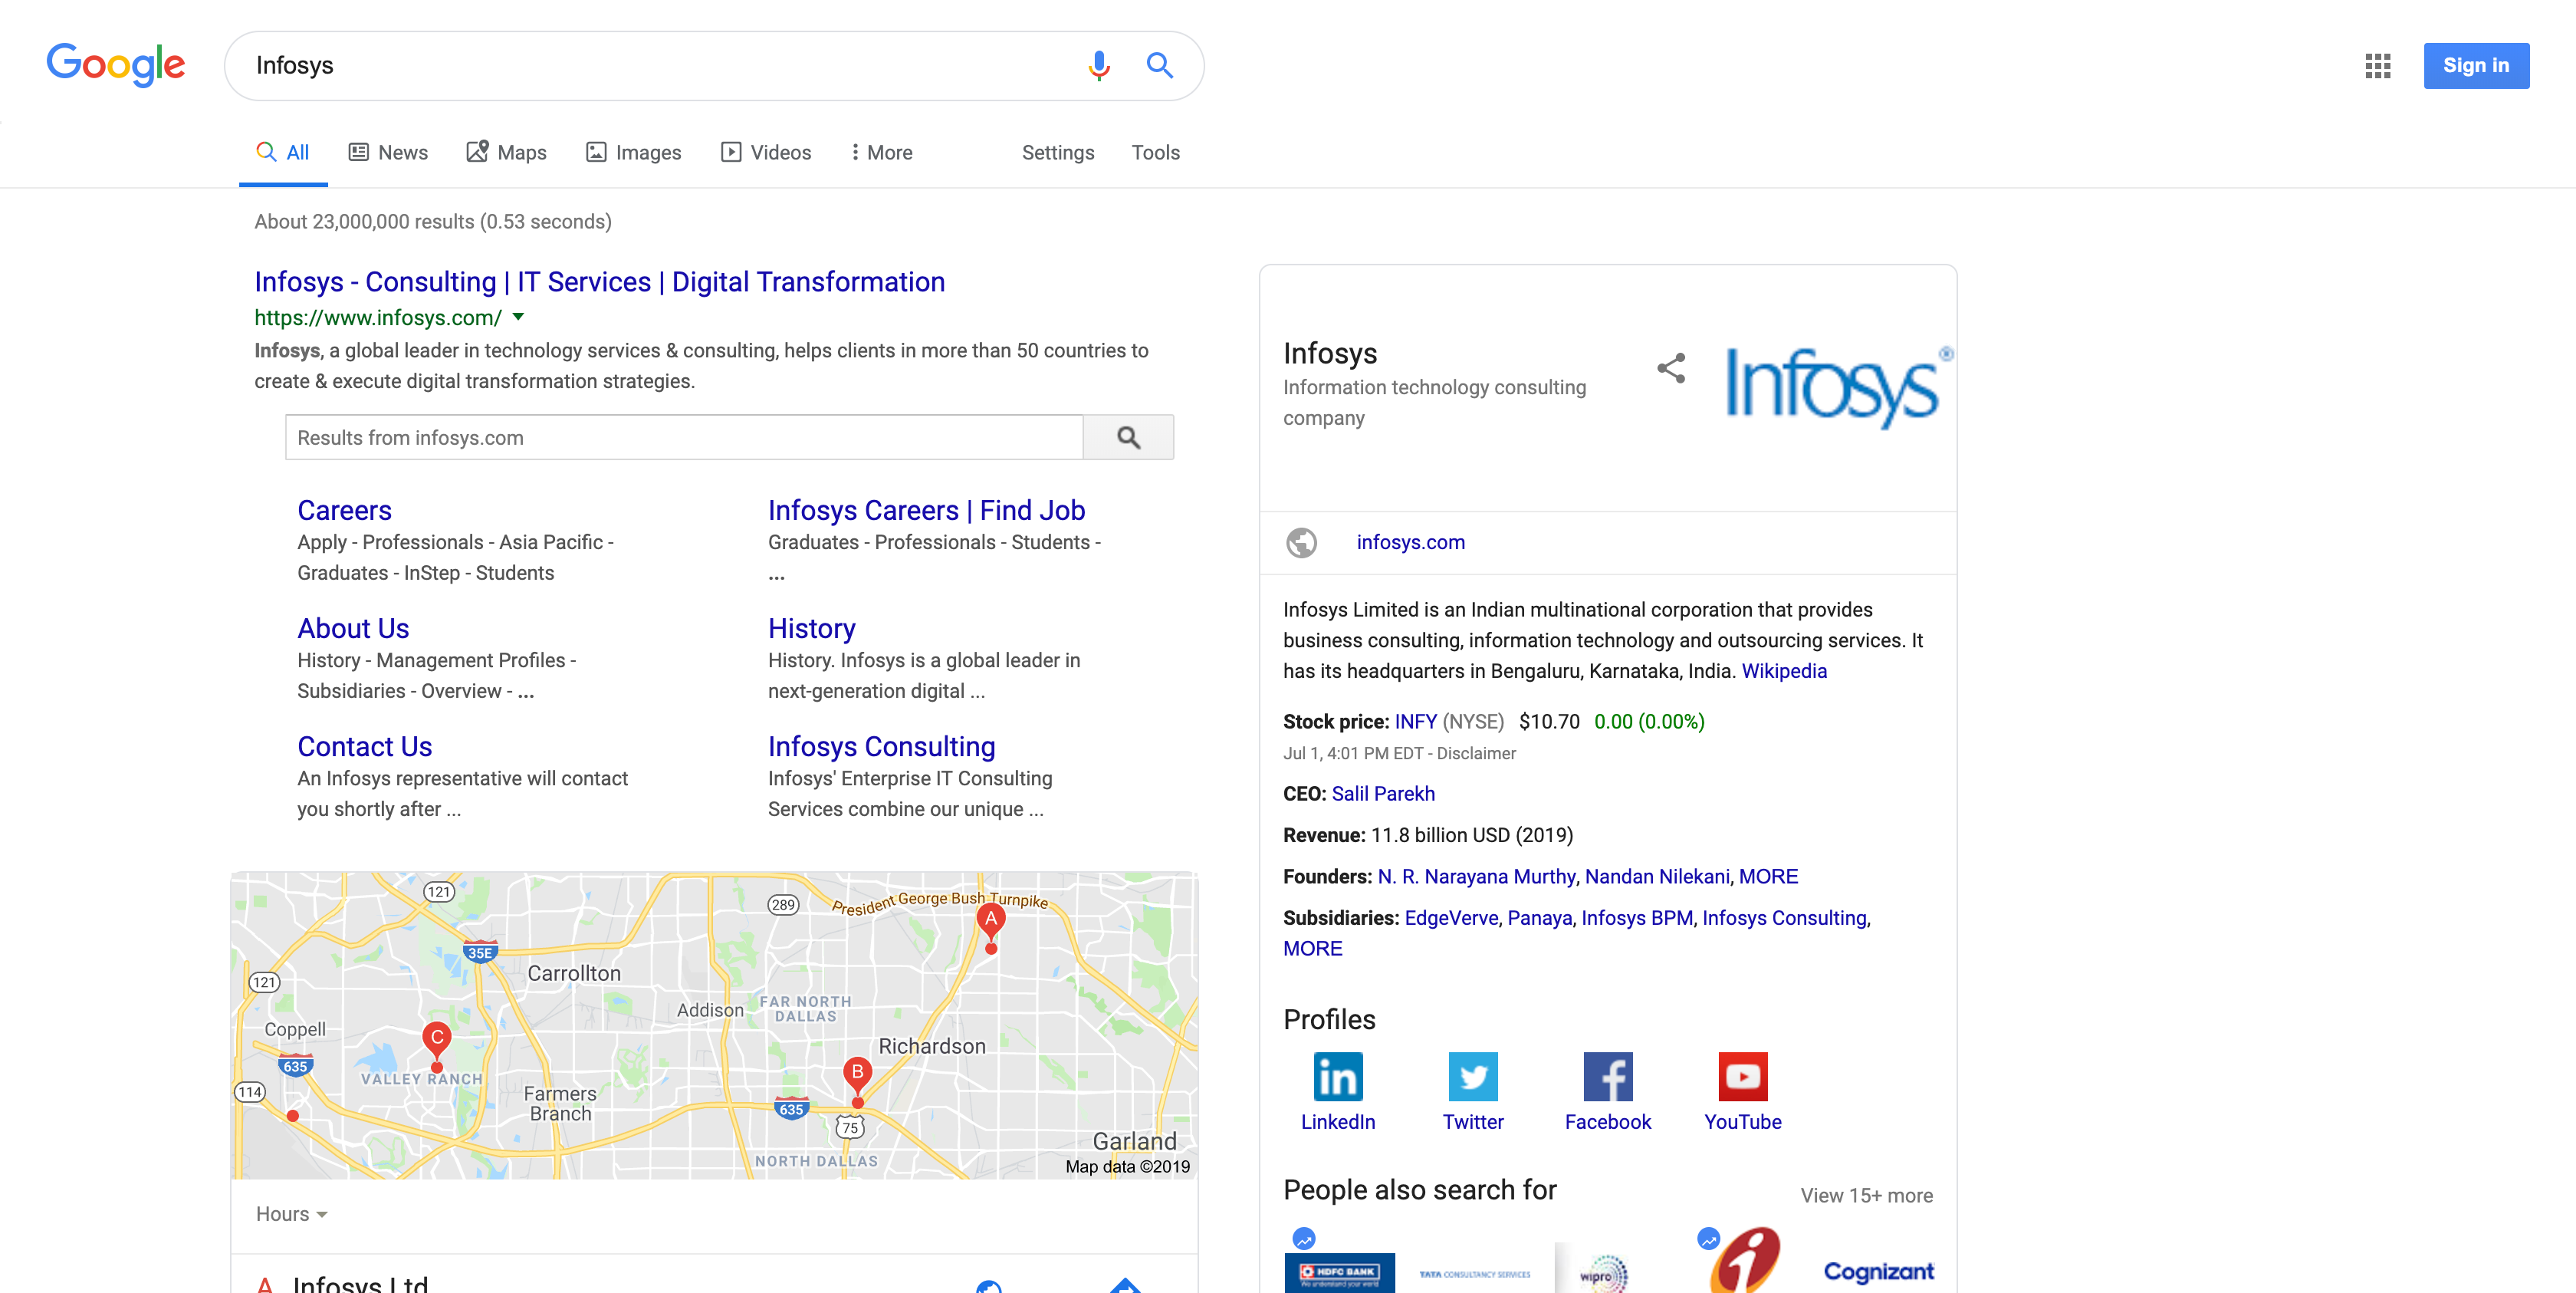 Google
Infosys
Sign in
All
News
Maps
Images
Videos
More
Settings
Tools
About 23,000,000 results (0.53 seconds)
Infosys - Consulting | IT Services | Digital Transformation
https://www.infosys.com/
Infosys, a global leader in technology services & consulting, helps clients in more than 50 countries to
create & execute digital transformation strategies.
Results from infosys.com
Careers
Apply - Professionals - Asia Pacific -
Graduates - InStep - Students
Infosys Careers | Find Job
Graduates - Professionals - Students -
...
About Us
History - Management Profiles -
Subsidiaries - Overview - ...
History
History. Infosys is a global leader in
next-generation digital ...
Contact Us
An Infosys representative will contact
you shortly after ...
Infosys Consulting
Infosys' Enterprise IT Consulting
Services combine our unique ...
121
289
President George Bush Turnpike
A
35E
Carrollton
121
Addison
FAR NORTH
DALLAS
Coppell
C
Richardson
635
VALLEY RANCH
B
114
Farmers
Branch
635
75
Garland
NORTH DALLAS
Map data ©2019
Hours
A Infosys Ltd
Infosys
Information technology consulting
company
Infosys®
infosys.com
Infosys Limited is an Indian multinational corporation that provides
business consulting, information technology and outsourcing services. It
has its headquarters in Bengaluru, Karnataka, India. Wikipedia
Stock price: INFY (NYSE) $10.70 0.00 (0.00%)
Jul 1, 4:01 PM EDT - Disclaimer
CEO: Salil Parekh
Revenue: 11.8 billion USD (2019)
Founders: N. R. Narayana Murthy, Nandan Nilekani, MORE
Subsidiaries: EdgeVerve, Panaya, Infosys BPM, Infosys Consulting,
MORE
Profiles
LinkedIn
Twitter
Facebook
YouTube
People also search for
View 15+ more
HDFC BANK
We understand your world
TATA CONSULTANCY SERVICES
wipro
Cognizant